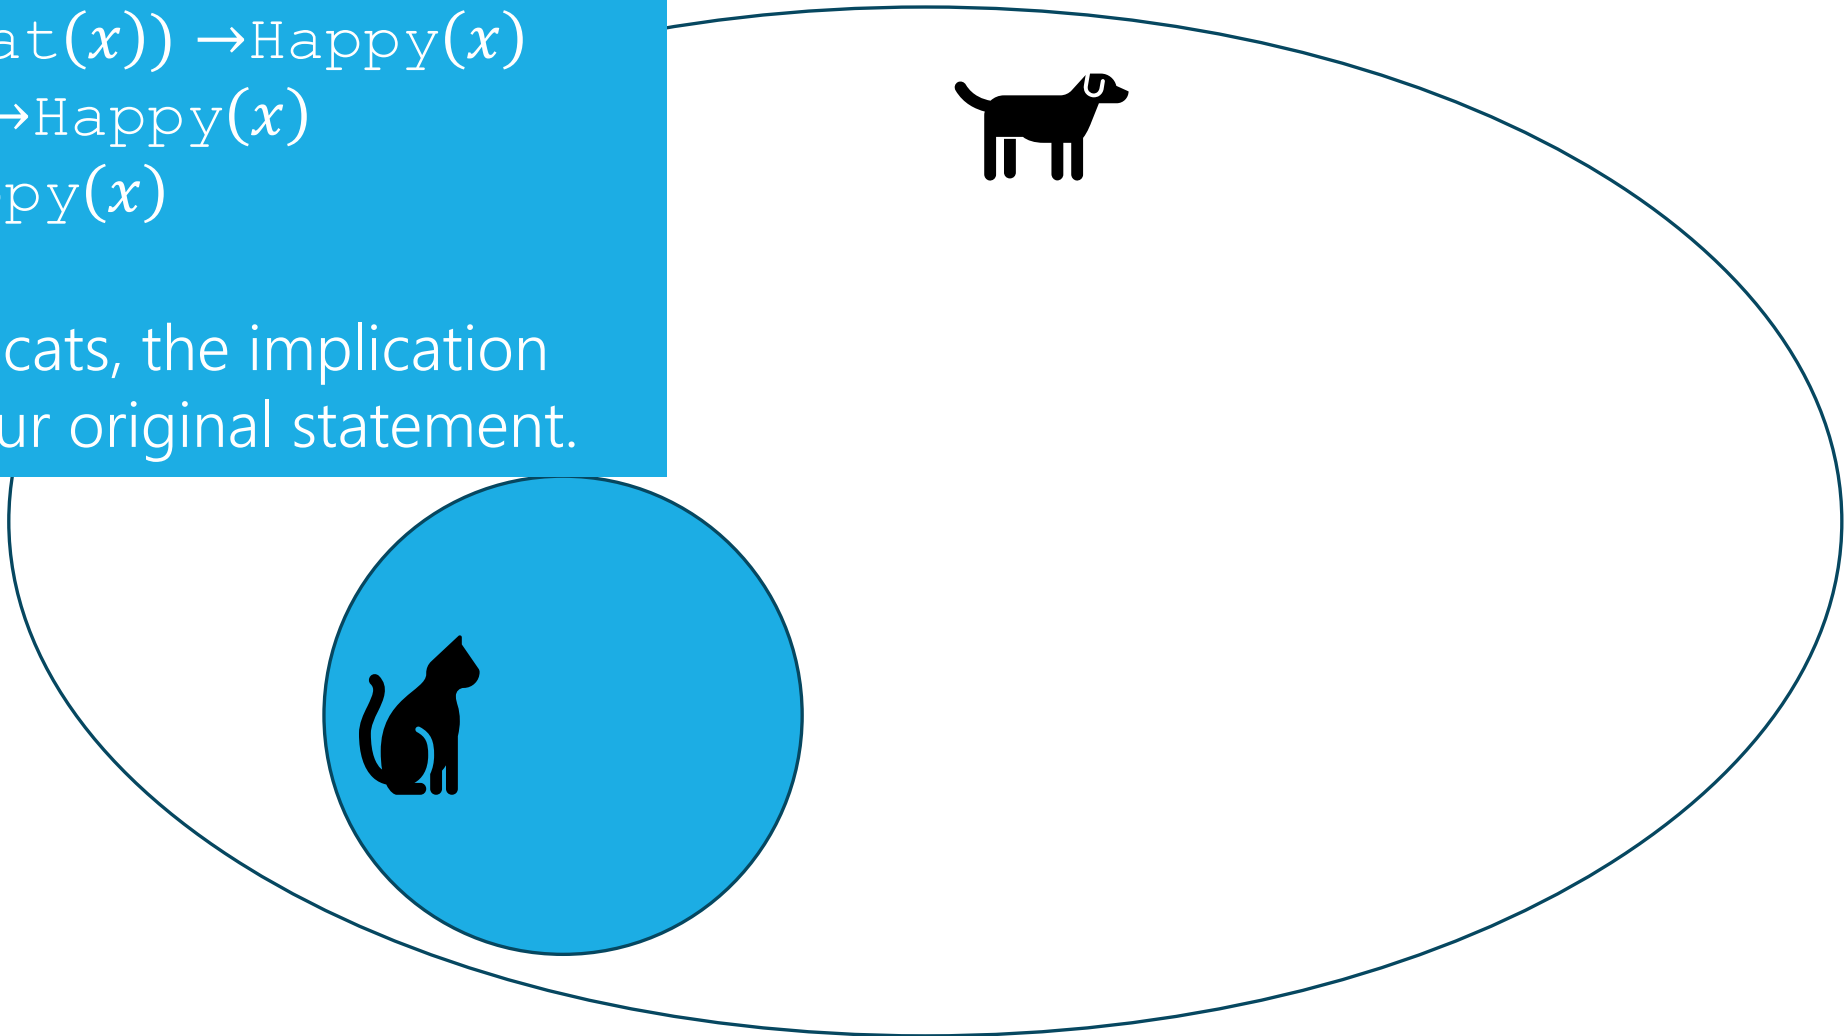 at(x)) →Happy(x)
→Happy(x)
py(x)
cats, the implication
ur original statement.